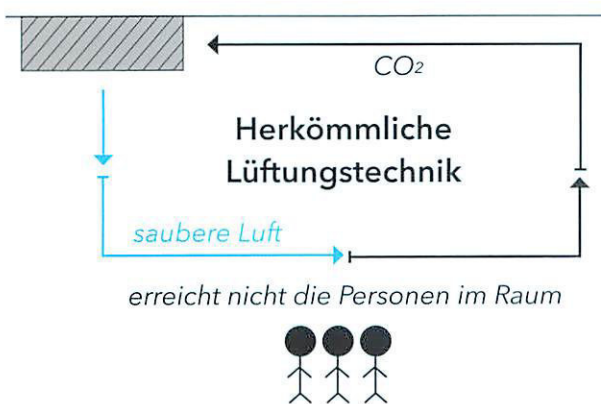 CO₂
Herkömmliche
Lüftungstechnik
saubere Luft
erreicht nicht die Personen im Raum